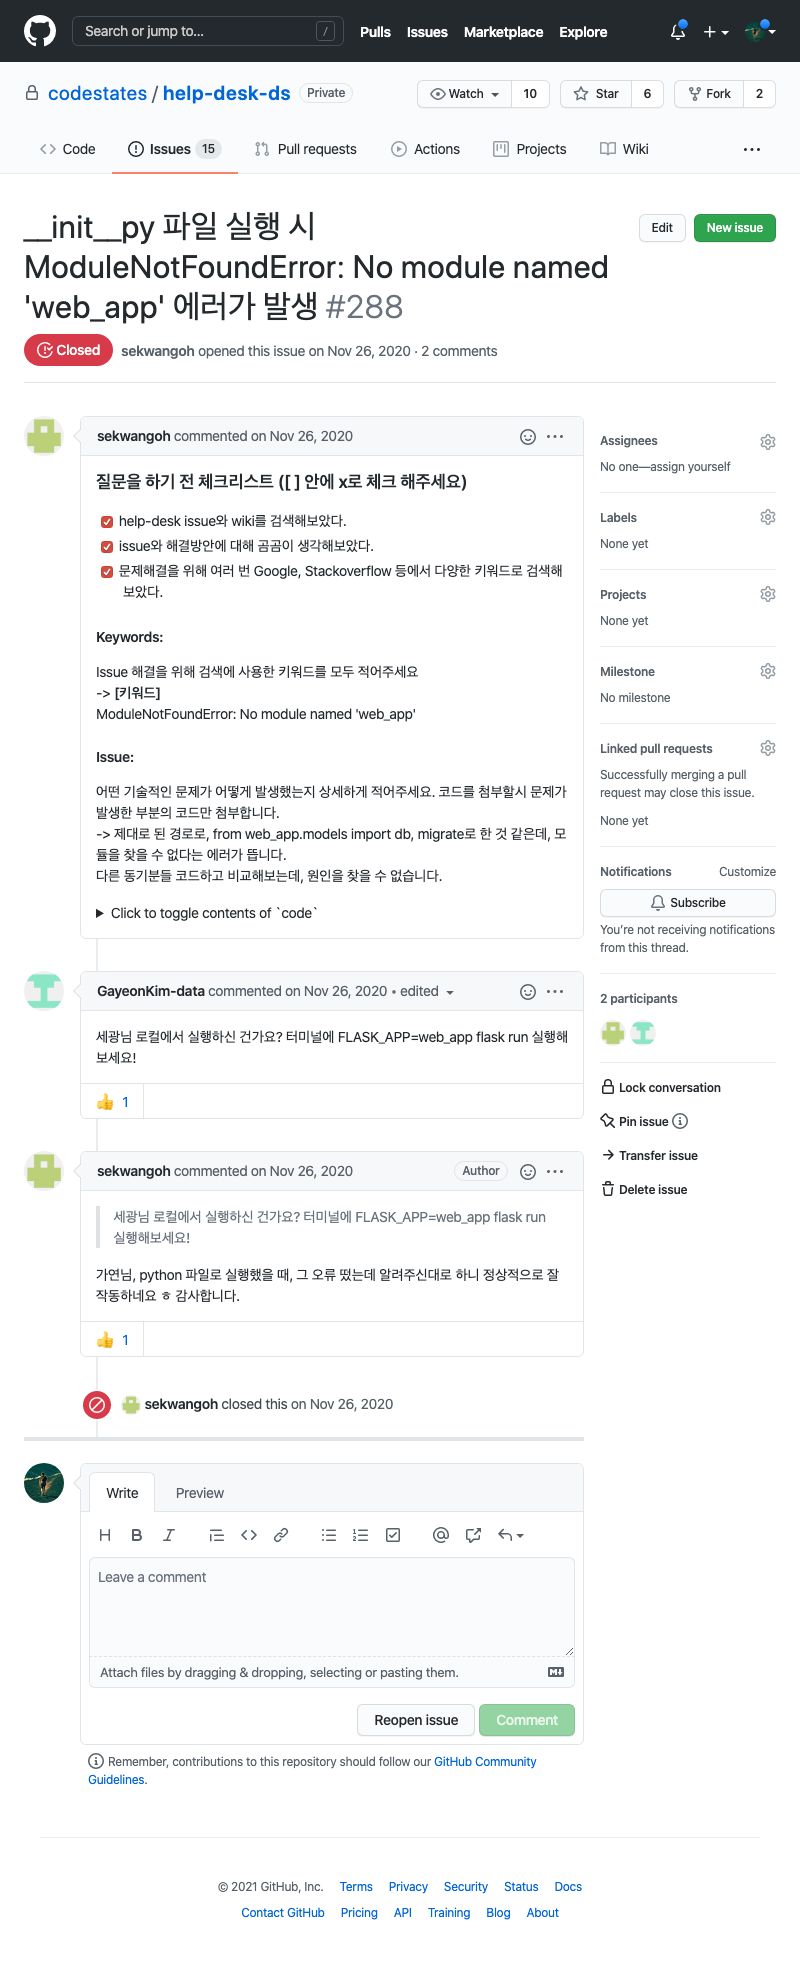 Search or jump to... /
Pulls Issues Marketplace Explore
codestates / help-desk-ds Private
Watch 10 Star 6 Fork 2
Code Issues 15 Pull requests Actions Projects Wiki ...
__init__py 파일 실행 시
ModuleNotFoundError: No module named
'web_app' 에러가 발생 #288
Edit New issue
Closed sekwangoh opened this issue on Nov 26, 2020 · 2 comments
sekwangoh commented on Nov 26, 2020
질문을 하기 전 체크리스트 ([ ] 안에 x로 체크 해주세요)
help-desk issue와 wiki를 검색해보았다.
issue와 해결방안에 대해 곰곰이 생각해보았다.
문제해결을 위해 여러 번 Google, Stackoverflow 등에서 다양한 키워드로 검색해
보았다.
Keywords:
Issue 해결을 위해 검색에 사용한 키워드를 모두 적어주세요
-> [키워드]
ModuleNotFoundError: No module named 'web_app'
Issue:
어떤 기술적인 문제가 어떻게 발생했는지 상세하게 적어주세요. 코드를 첨부할시 문제가
발생한 부분의 코드만 첨부합니다.
-> 제대로 된 경로로, from web_app.models import db, migrate로 한 것 같은데, 모
듈을 찾을 수 없다는 에러가 뜹니다.
다른 동기분들 코드하고 비교해보는데, 원인을 찾을 수 없습니다.
Click to toggle contents of `code`
GayeonKim-data commented on Nov 26, 2020 • edited
세광님 로컬에서 실행하신 건가요? 터미널에 FLASK_APP=web_app flask run 실행해
보세요!
👍 1
sekwangoh commented on Nov 26, 2020 Author
세광님 로컬에서 실행하신 건가요? 터미널에 FLASK_APP=web_app flask run
실행해보세요!
가연님, python 파일로 실행했을 때, 그 오류 떴는데 알려주신대로 하니 정상적으로 잘
작동하네요 ㅎ 감사합니다.
👍 1
sekwangoh closed this on Nov 26, 2020
Write Preview
H B I
Leave a comment
Attach files by dragging & dropping, selecting or pasting them.
Reopen issue Comment
Remember, contributions to this repository should follow our GitHub Community
Guidelines.
Assignees
No one—assign yourself
Labels
None yet
Projects
None yet
Milestone
No milestone
Linked pull requests
Successfully merging a pull
request may close this issue.
None yet
Notifications Customize
Subscribe
You're not receiving notifications
from this thread.
2 participants
Lock conversation
Pin issue
Transfer issue
Delete issue
© 2021 GitHub, Inc. Terms Privacy Security Status Docs
Contact GitHub Pricing API Training Blog About